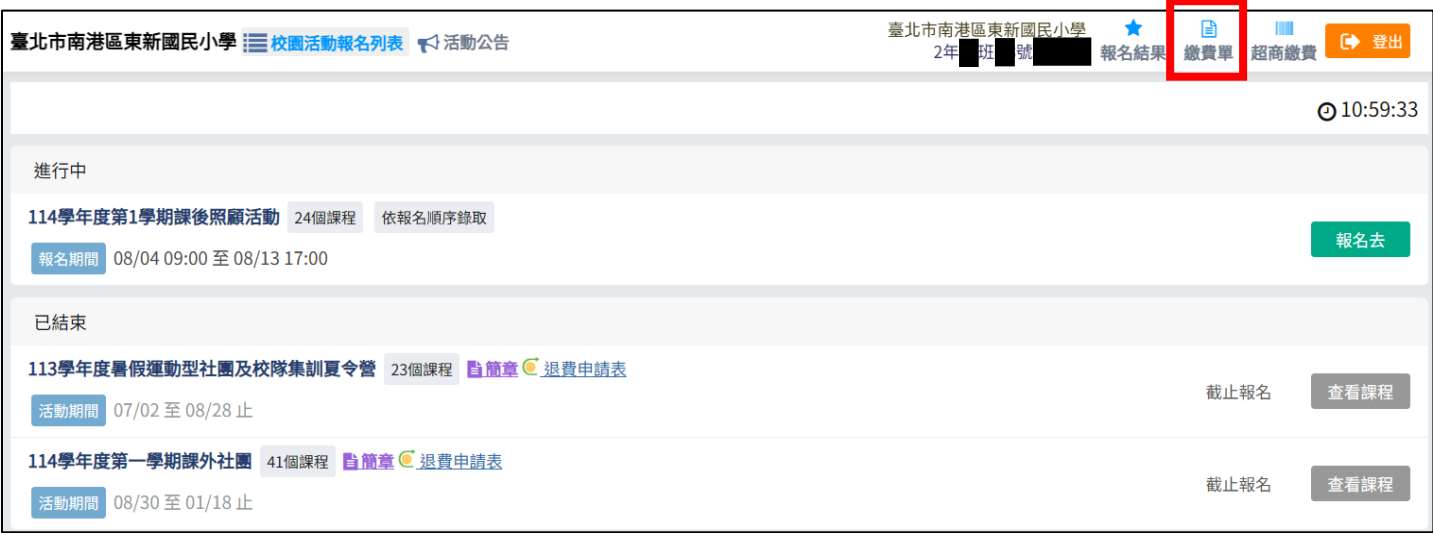 臺北市南港區東新國民小學 校園活動報名列表 活動公告
臺北市南港區東新國民小學
2年 班 號
報名結果 繳費單 超商繳費 登出
10:59:33
進行中
114學年度第1學期課後照顧活動 24個課程 依報名順序錄取
報名期間 08/04 09:00 至 08/13 17:00
報名去
已結束
113學年度暑假運動型社團及校隊集訓夏令營 23個課程 簡章 退費申請表
活動期間 07/02 至 08/28 止
截止報名 查看課程
114學年度第一學期課外社團 41個課程 簡章 退費申請表
活動期間 08/30 至 01/18 止
截止報名 查看課程